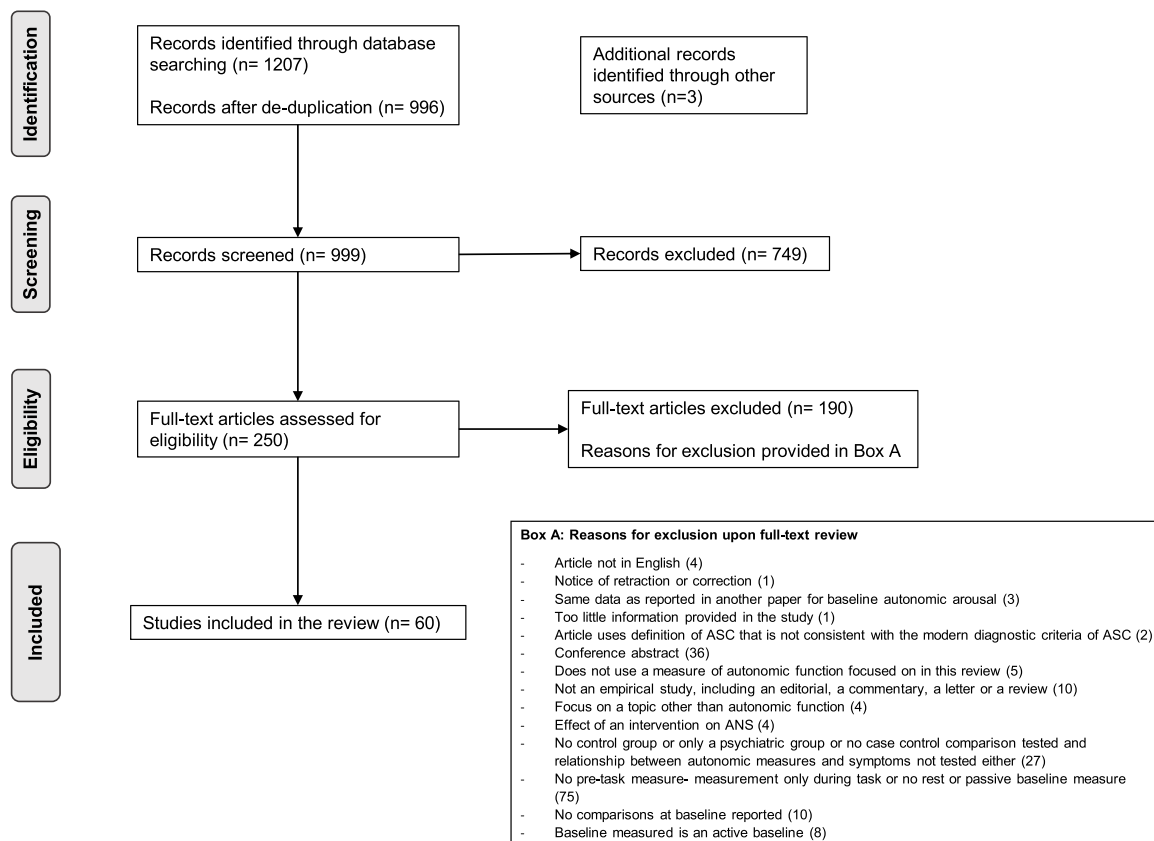 Identification
Records identified through database
searching (n= 1207)
Records after de-duplication (n= 996)
Additional records
identified through other
sources (n=3)
Screening
Records screened (n= 999)
Records excluded (n= 749)
Eligibility
Full-text articles assessed for
eligibility (n= 250)
Full-text articles excluded (n= 190)
Reasons for exclusion provided in Box A
Included
Studies included in the review (n= 60)
Box A: Reasons for exclusion upon full-text review
- Article not in English (4)
- Notice of retraction or correction (1)
- Same data as reported in another paper for baseline autonomic arousal (3)
- Too little information provided in the study (1)
- Article uses definition of ASC that is not consistent with the modern diagnostic criteria of ASC (2)
- Conference abstract (36)
- Does not use a measure of autonomic function focused on in this review (5)
- Not an empirical study, including an editorial, a commentary, a letter or a review (10)
- Focus on a topic other than autonomic function (4)
- Effect of an intervention on ANS (4)
- No control group or only a psychiatric group or no case control comparison tested and
relationship between autonomic measures and symptoms not tested either (27)
- No pre-task measure- measurement only during task or no rest or passive baseline measure
(75)
- No comparisons at baseline reported (10)
- Baseline measured is an active baseline (8)